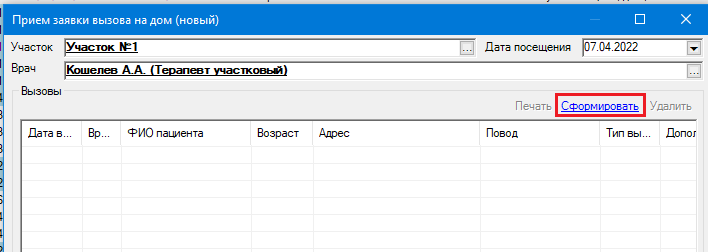 Прием заявки вызова на дом (новый)
Участок Участок №1 ... Дата посещения 07.04.2022
Врач Кошелев А.А. (Терапевт участковый) ...
Вызовы
Печать Сформировать Удалить
Дата в... Вр... ФИО пациента Возраст Адрес Повод Тип вы... Допол